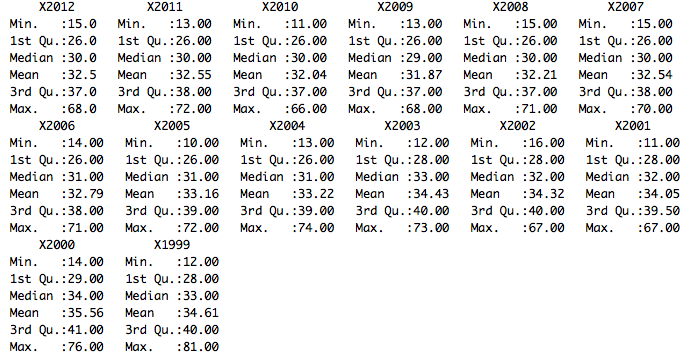 X2012 X2011 X2010 X2009 X2008 X2007
Min. :15.0 Min. :13.00 Min. :11.00 Min. :13.00 Min. :15.00 Min. :15.00
1st Qu.:26.0 1st Qu.:26.00 1st Qu.:26.00 1st Qu.:26.00 1st Qu.:26.00 1st Qu.:26.00
Median :30.0 Median :30.00 Median :30.00 Median :29.00 Median :30.00 Median :30.00
Mean :32.5 Mean :32.55 Mean :32.04 Mean :31.87 Mean :32.21 Mean :32.54
3rd Qu.:37.0 3rd Qu.:38.00 3rd Qu.:37.00 3rd Qu.:37.00 3rd Qu.:37.00 3rd Qu.:38.00
Max. :68.0 Max. :72.00 Max. :66.00 Max. :68.00 Max. :71.00 Max. :70.00
X2006 X2005 X2004 X2003 X2002 X2001
Min. :14.00 Min. :10.00 Min. :13.00 Min. :12.00 Min. :16.00 Min. :11.00
1st Qu.:26.00 1st Qu.:26.00 1st Qu.:26.00 1st Qu.:28.00 1st Qu.:28.00 1st Qu.:28.00
Median :31.00 Median :31.00 Median :31.00 Median :33.00 Median :32.00 Median :32.00
Mean :32.79 Mean :33.16 Mean :33.22 Mean :34.43 Mean :34.32 Mean :34.05
3rd Qu.:38.00 3rd Qu.:39.00 3rd Qu.:39.00 3rd Qu.:40.00 3rd Qu.:40.00 3rd Qu.:39.50
Max. :71.00 Max. :72.00 Max. :74.00 Max. :73.00 Max. :67.00 Max. :67.00
X2000 X1999
Min. :14.00 Min. :12.00
1st Qu.:29.00 1st Qu.:28.00
Median :34.00 Median :33.00
Mean :35.56 Mean :34.61
3rd Qu.:41.00 3rd Qu.:40.00
Max. :76.00 Max. :81.00